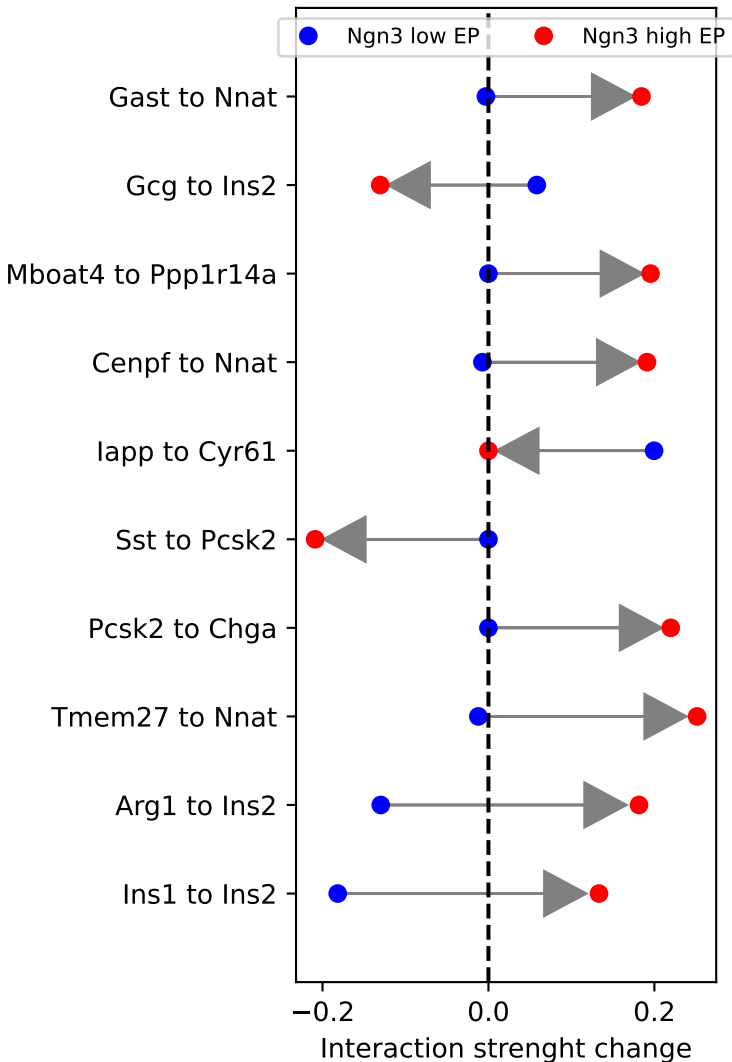 Ngn3 low EP Ngn3 high EP
Gast to Nnat
Gcg to Ins2
Mboat4 to Ppp1r14a
Cenpf to Nnat
Iapp to Cyr61
Sst to Pcsk2
Pcsk2 to Chga
Tmem27 to Nnat
Arg1 to Ins2
Ins1 to Ins2
−0.2 0.0 0.2
Interaction strenght change